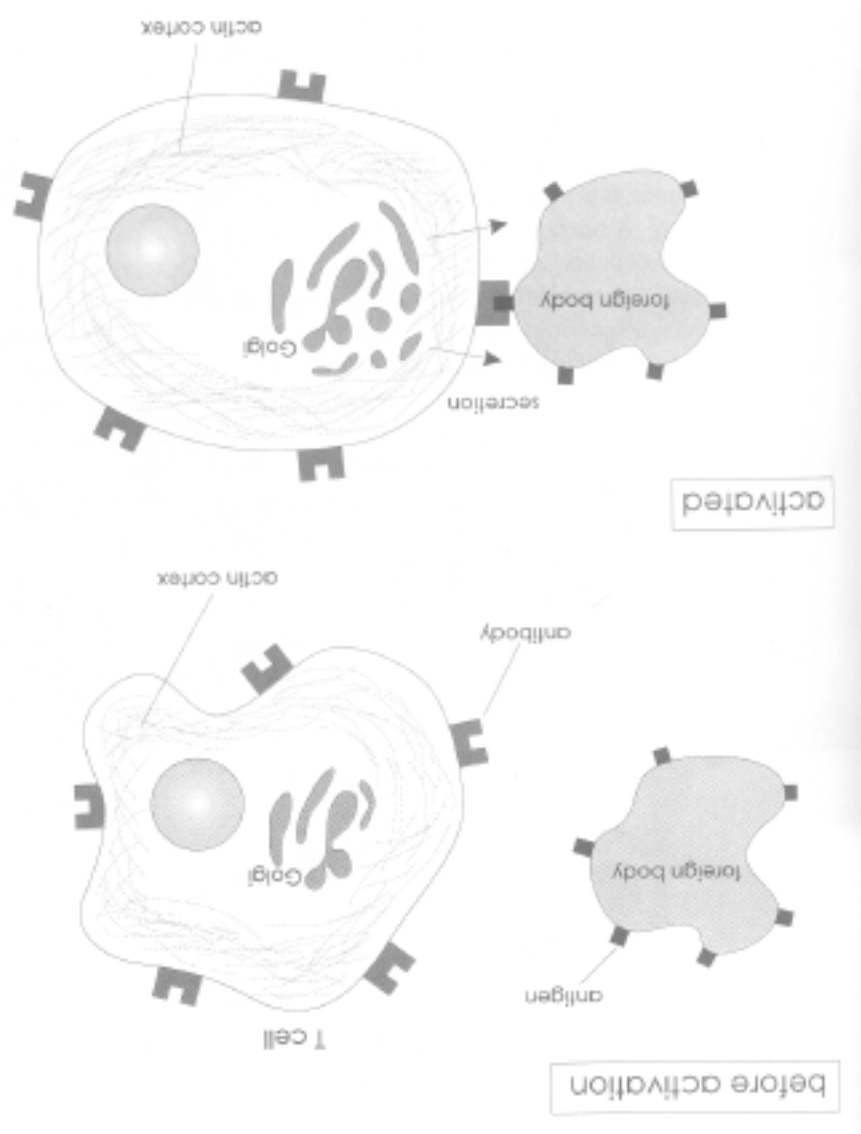 before activation
T cell
antigen
foreign body
Golgi
antibody
actin cortex
activated
secretion
Golgi
foreign body
actin cortex